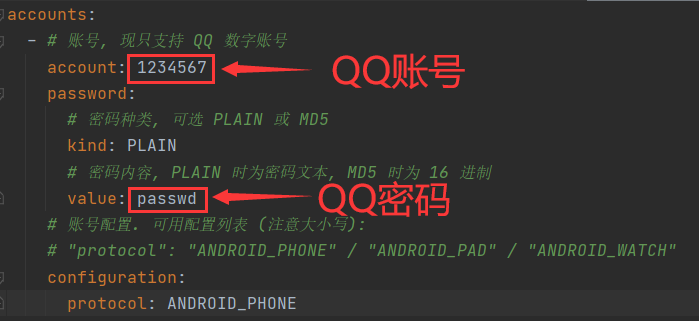 accounts:
- # 账号, 现只支持 QQ 数字账号
account: 1234567 QQ账号
password:
# 密码种类, 可选 PLAIN 或 MD5
kind: PLAIN
# 密码内容, PLAIN 时为密码文本, MD5 时为 16 进制
value: passwd QQ密码
# 账号配置. 可用配置列表 (注意大小写):
# "protocol": "ANDROID_PHONE" / "ANDROID_PAD" / "ANDROID_WATCH"
configuration:
protocol: ANDROID_PHONE